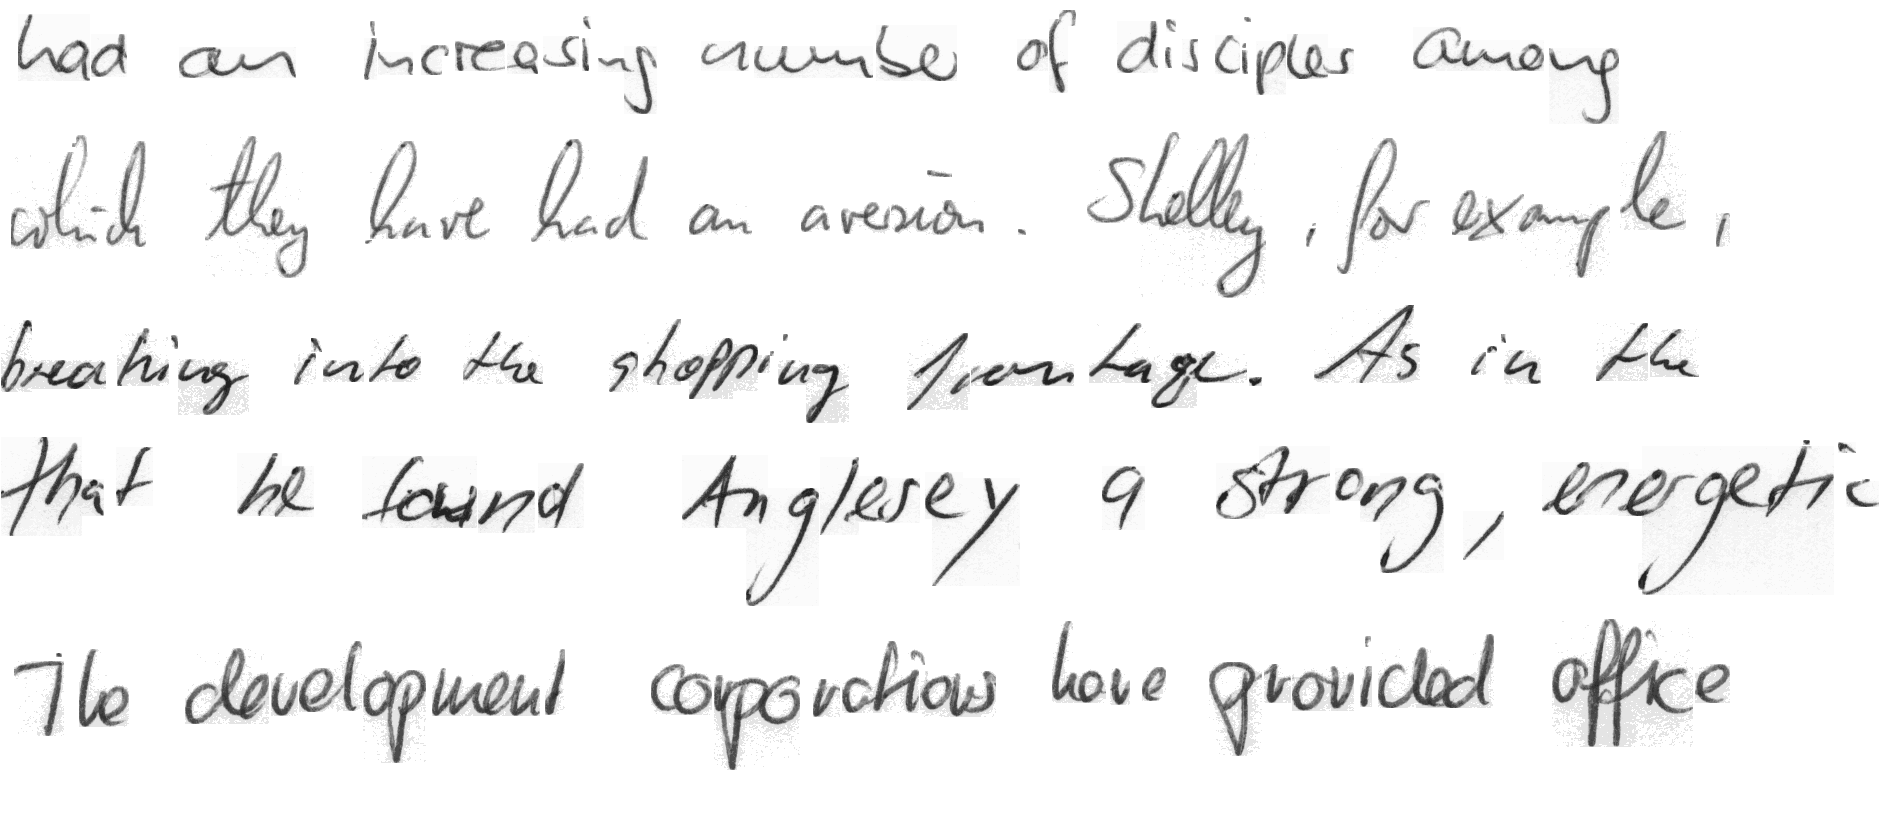 had an increasing number of disciples among
which they have had an aversion. Shelley, for example,
breaking into the shopping frontage. As in the
that he found Anglesey a strong, energetic
The development corporations have provided office